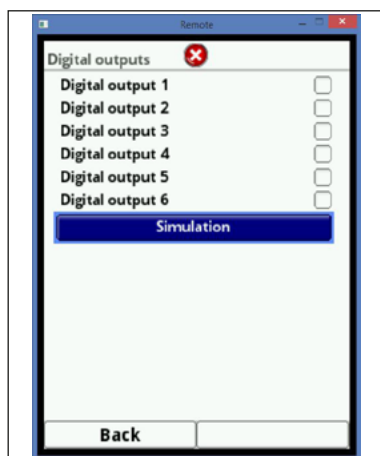 Remote
Digital outputs
Digital output 1
Digital output 2
Digital output 3
Digital output 4
Digital output 5
Digital output 6
Simulation
Back